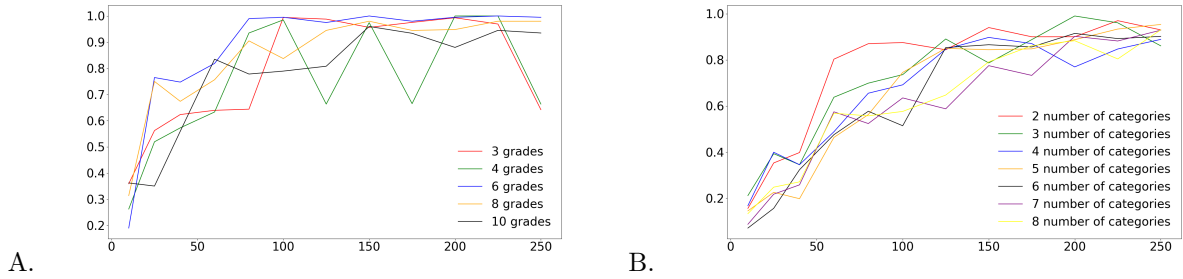 1.0
0.9
0.8
0.7
0.6
0.5
0.4
0.3
0.2
0 50 100 150 200 250
3 grades
4 grades
6 grades
8 grades
10 grades
A.
1.0
0.8
0.6
0.4
0.2
0 50 100 150 200 250
2 number of categories
3 number of categories
4 number of categories
5 number of categories
6 number of categories
7 number of categories
8 number of categories
B.